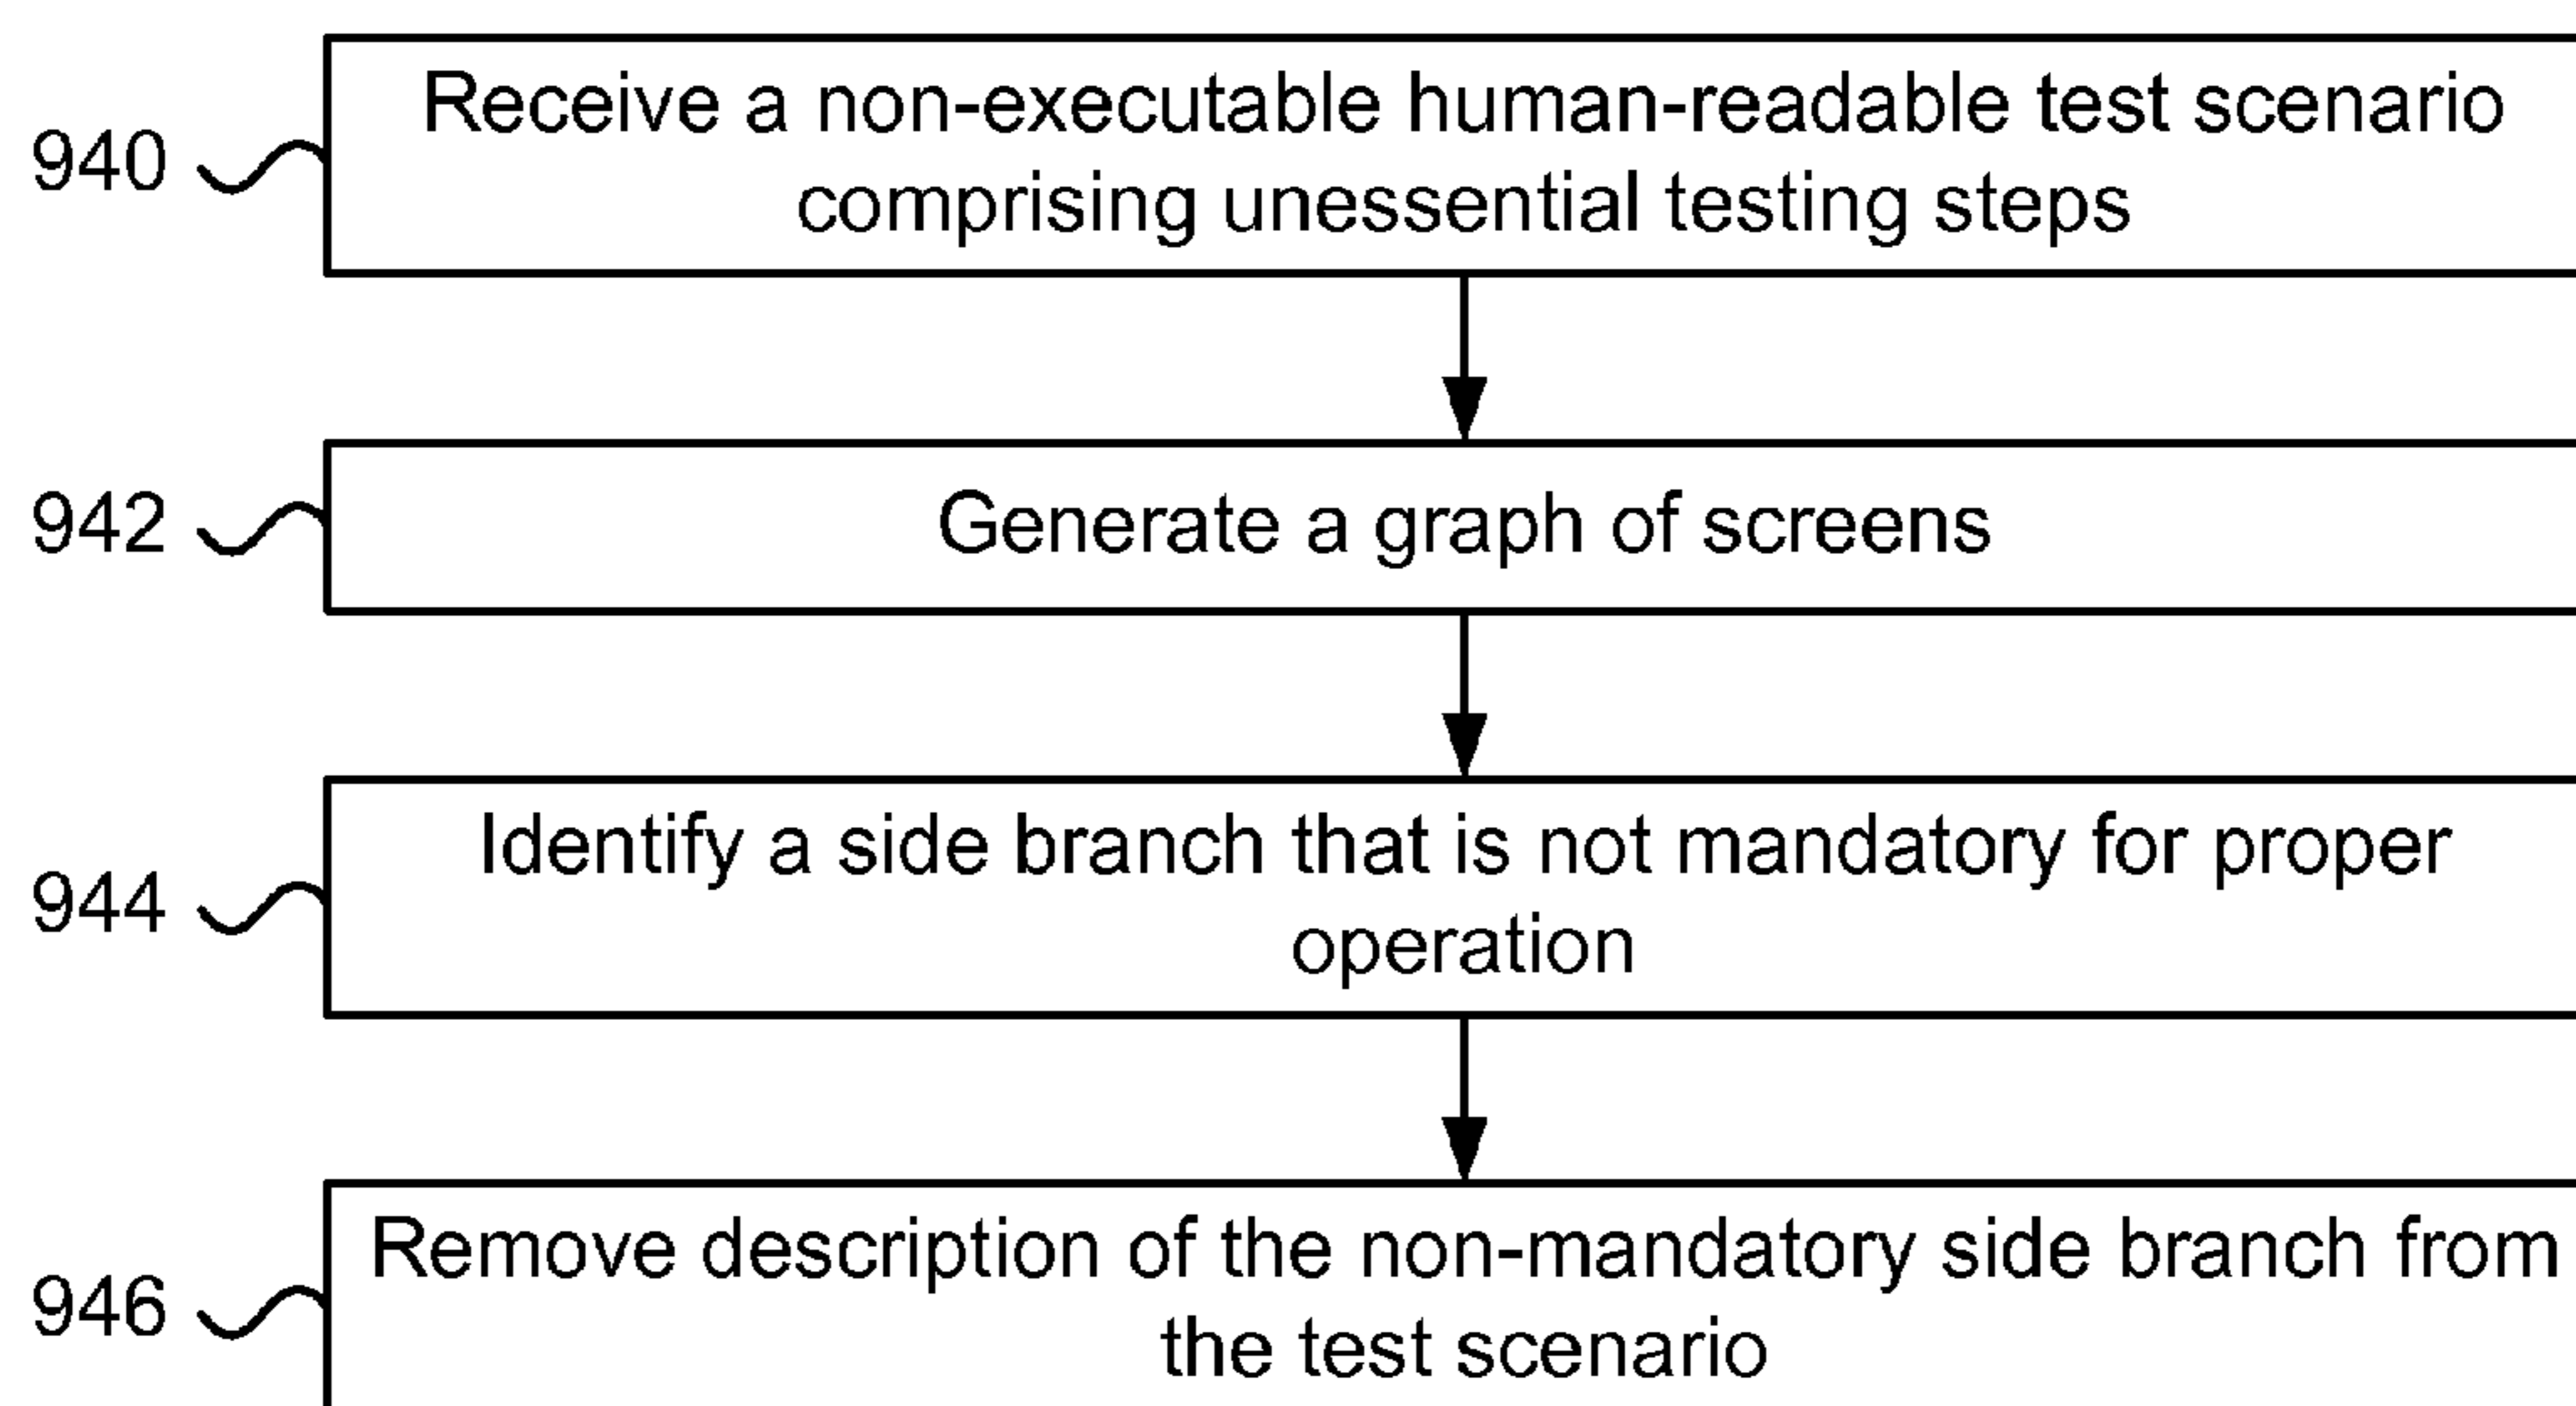 940
Receive a non-executable human-readable test scenario
comprising unessential testing steps
942
Generate a graph of screens
944
Identify a side branch that is not mandatory for proper
operation
946
Remove description of the non-mandatory side branch from
the test scenario